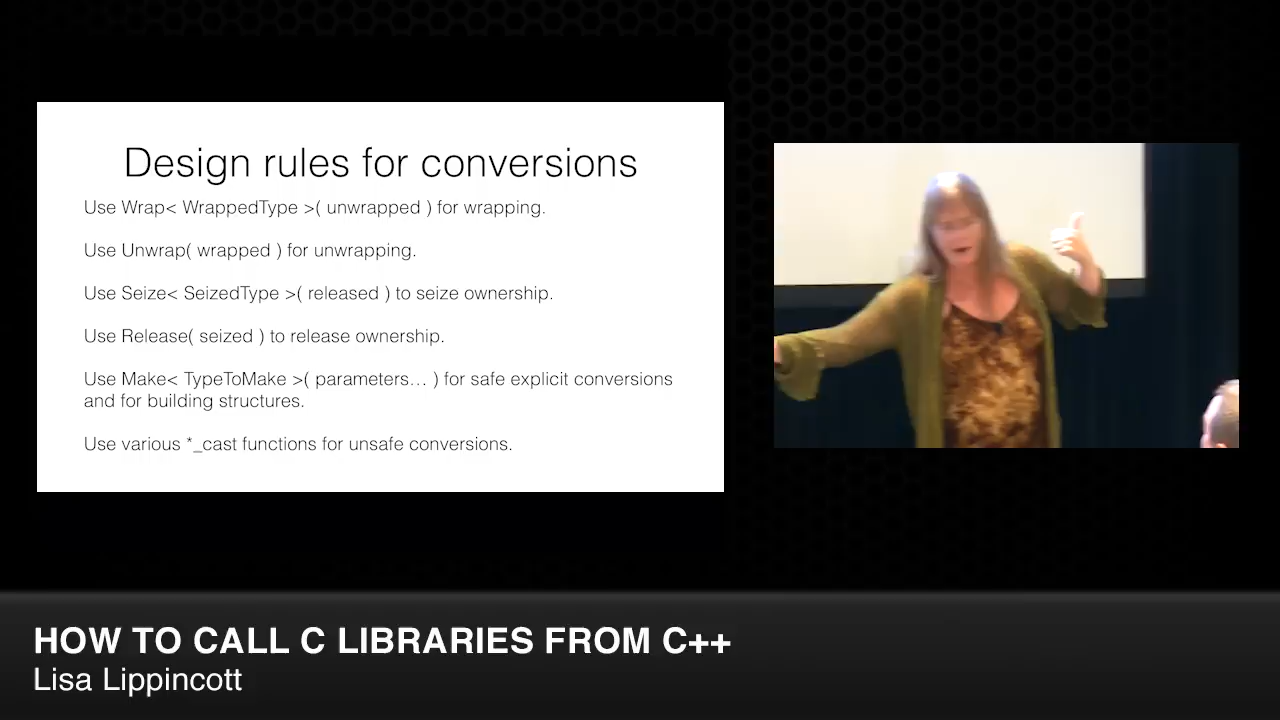 Design rules for conversions
Use Wrap< WrappedType >( unwrapped ) for wrapping.
Use Unwrap( wrapped ) for unwrapping.
Use Seize< SeizedType >( released ) to seize ownership.
Use Release( seized ) to release ownership.
Use Make< TypeToMake >( parameters... ) for safe explicit conversions
and for building structures.
Use various *_cast functions for unsafe conversions.
HOW TO CALL C LIBRARIES FROM C++
Lisa Lippincott